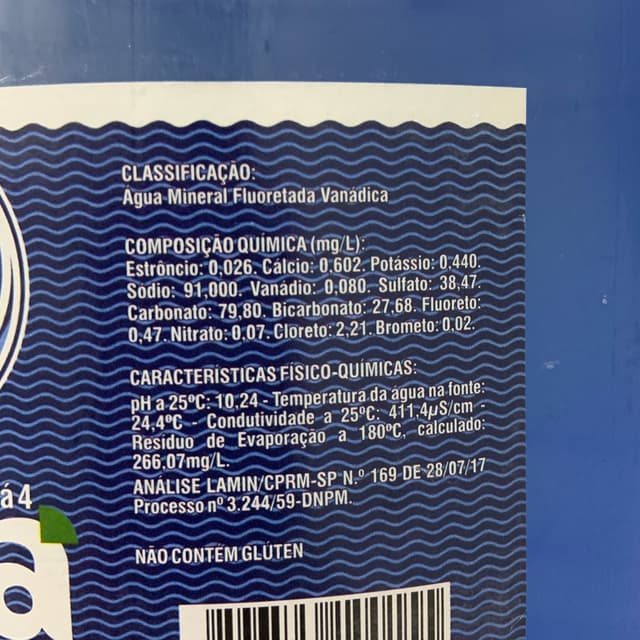 CLASSIFICAÇÃO:
Água Mineral Fluoretada Vanádica
COMPOSIÇÃO QUÍMICA (mg/L):
Estrôncio: 0,026. Cálcio: 0,602. Potássio: 0,440.
Sódio: 91,000. Vanádio: 0,080. Sulfato: 38,47.
Carbonato: 79,80. Bicarbonato: 27,68. Fluoreto:
0,47. Nitrato: 0,07. Cloreto: 2,21. Brometo: 0,02.
CARACTERÍSTICAS FÍSICO-QUÍMICAS:
pH a 25ºC: 10,24 - Temperatura da água na fonte:
24,4ºC - Condutividade a 25ºC: 411,4µS/cm -
Resíduo de Evaporação a 180ºC, calculado:
266,07mg/L.
ANÁLISE LAMIN/CPRM-SP N.º 169 DE 28/07/17
Processo nº 3.244/59-DNPM.
NÃO CONTÉM GLÚTEN
á 4
a